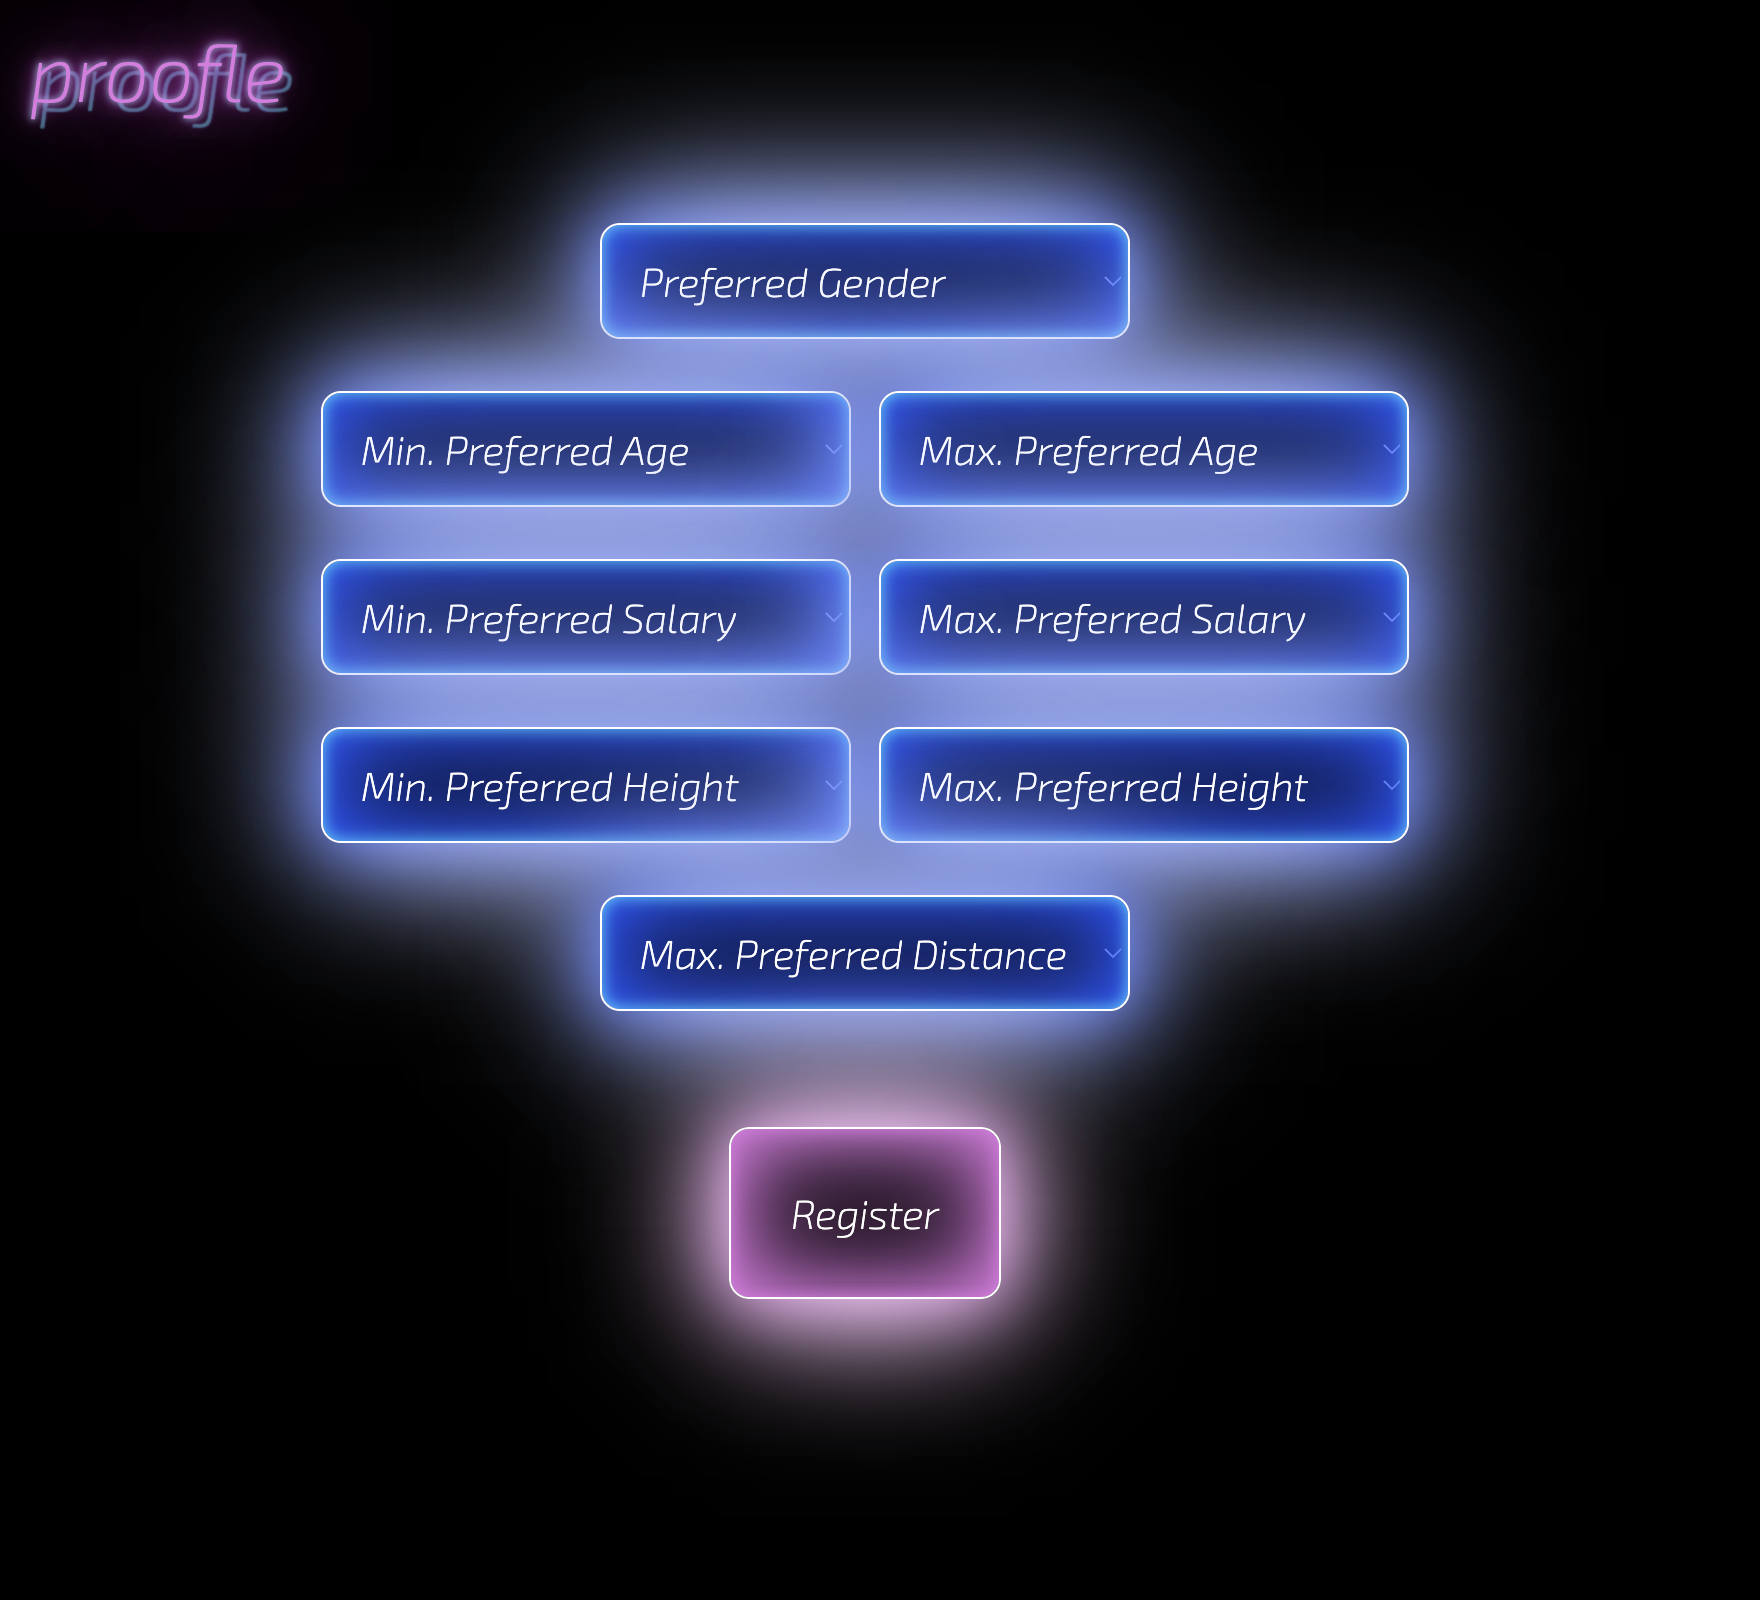 proofle
Preferred Gender
Min. Preferred Age
Max. Preferred Age
Min. Preferred Salary
Max. Preferred Salary
Min. Preferred Height
Max. Preferred Height
Max. Preferred Distance
Register